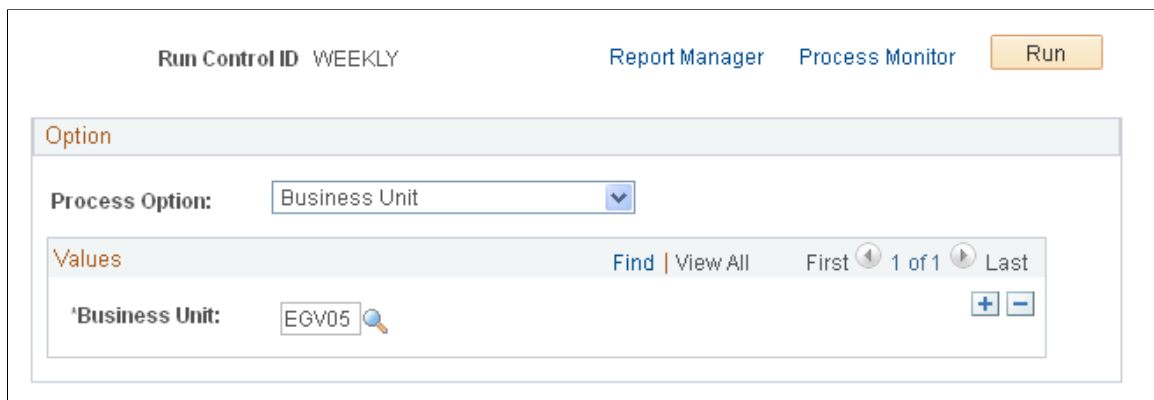 Run Control ID WEEKLY Report Manager Process Monitor Run
Option
Process Option: Business Unit
Values Find | View All First 1 of 1 Last
*Business Unit: EGV05